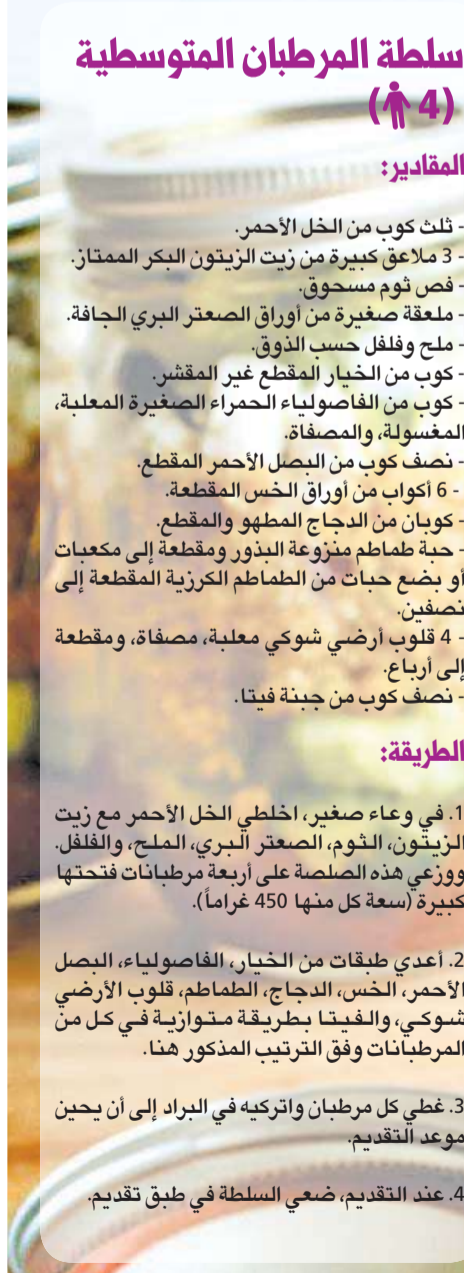 سلطة المرطبان المتوسطية
(4)
المقادير:
- ثلث كوب من الخل الأحمر.
- 3 ملاعق كبيرة من زيت الزيتون البكر الممتاز.
- فص ثوم مسحوق.
- ملعقة صغيرة من أوراق الصعتر البري الجافة.
- ملح وفلفل حسب الذوق.
- كوب من الخيار المقطع غير المقشر.
- كوب من الفاصولياء الحمراء الصغيرة المعلبة،
المغسولة، والمصفاة.
- نصف كوب من البصل الأحمر المقطع.
- 6 أكواب من أوراق الخس المقطعة.
- كوبان من الدجاج المطهو والمقطع.
- حبة طماطم منزوعة البذور ومقطعة إلى مكعبات
أو بضع حبات من الطماطم الكرزية المقطعة إلى
نصفين.
- 4 قلوب أرضي شوكي معلبة، مصفاة، ومقطعة
إلى أرباع.
- نصف كوب من جبنة فيتا.
الطريقة:
1. في وعاء صغير، اخلطي الخل الأحمر مع زيت
الزيتون، الثوم، الصعتر البري، الملح، والفلفل.
ووزعي هذه الصلصة على أربعة مرطبانات فتحتها
كبيرة (سعة كل منها 450 غراماً).
2. أعدي طبقات من الخيار، الفاصولياء، البصل
الأحمر، الخس، الدجاج، الطماطم، قلوب الأرضي
شوكي، والفيتا بطريقة متوازية في كل من
المرطبانات وفق الترتيب المذكور هنا.
3. غطي كل مرطبان واتركيه في البراد إلى أن يحين
موعد التقديم.
4. عند التقديم، ضعي السلطة في طبق تقديم.